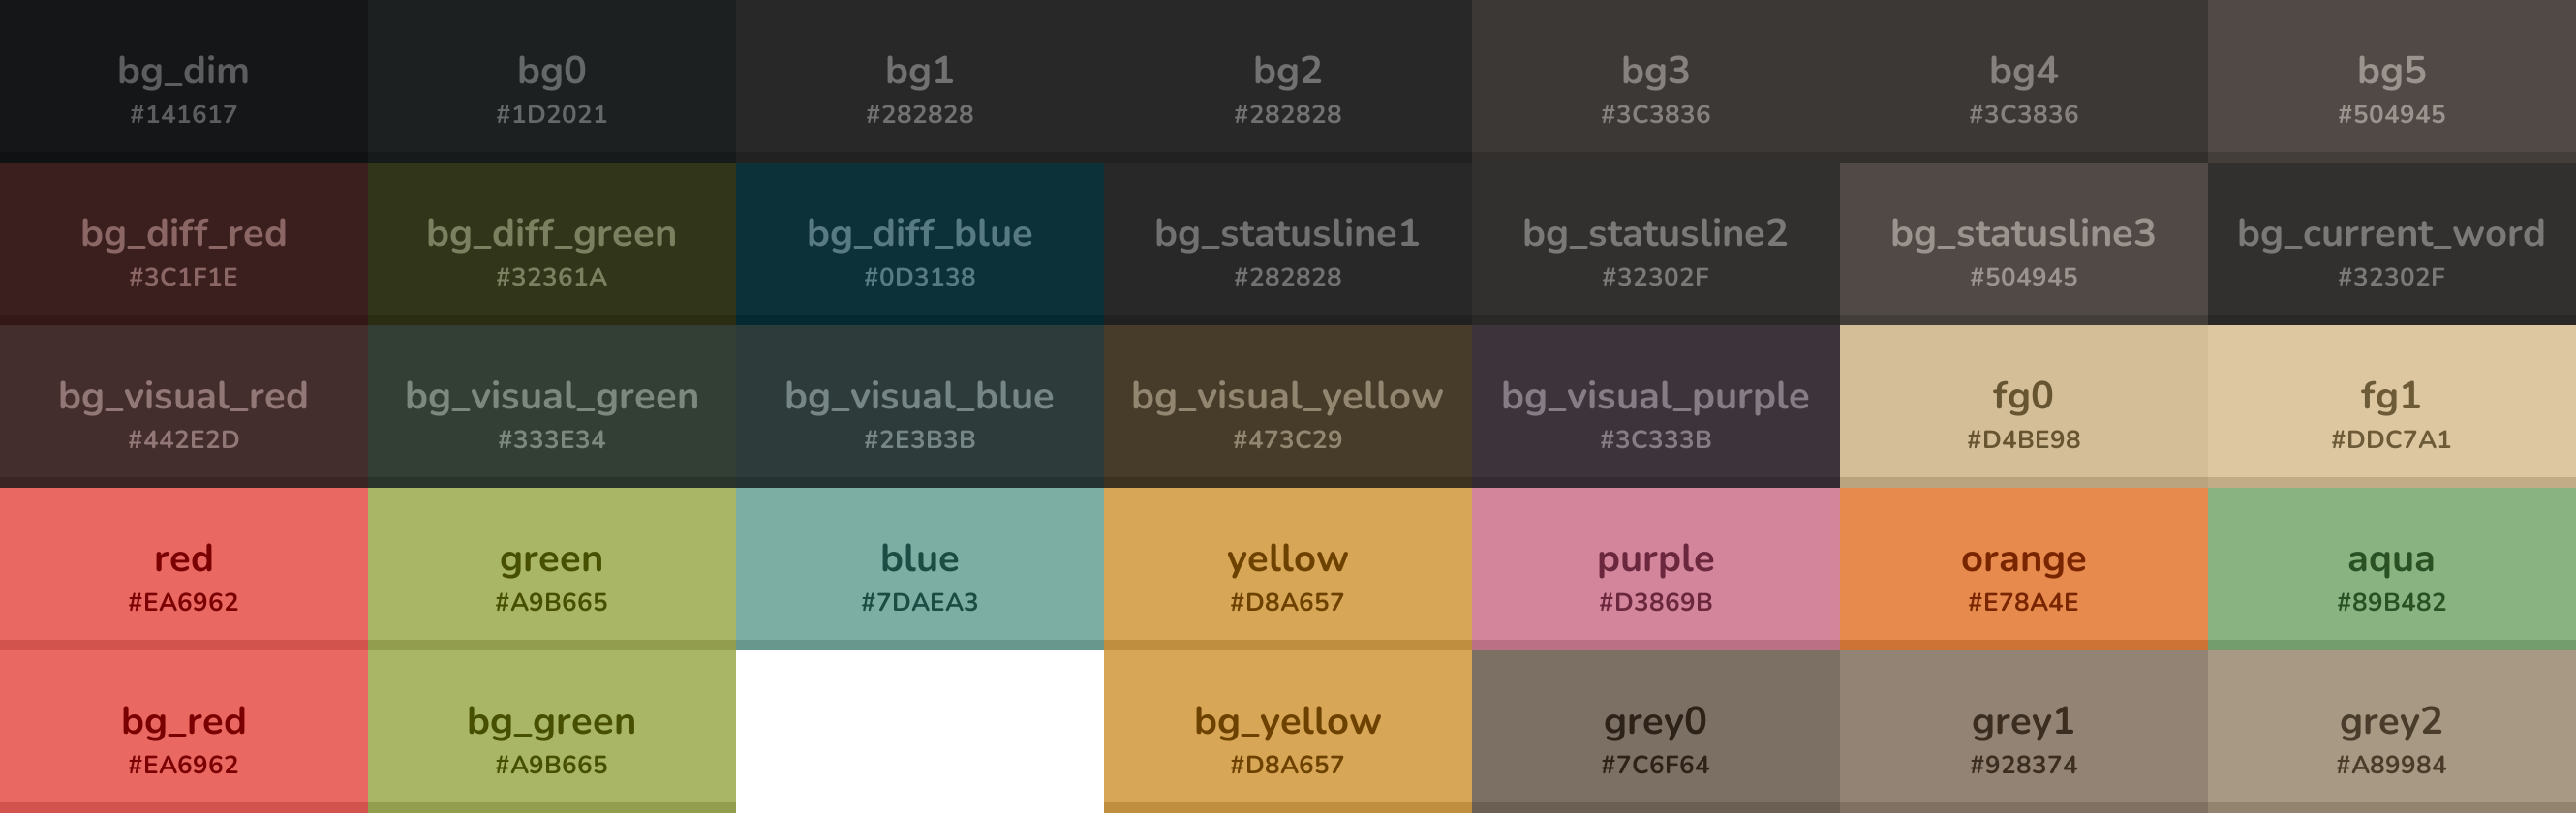 bg_dim
#141617
bg0
#1D2021
bg1
#282828
bg2
#282828
bg3
#3C3836
bg4
#3C3836
bg5
#504945
bg_diff_red
#3C1F1E
bg_diff_green
#32361A
bg_diff_blue
#0D3138
bg_statusline1
#282828
bg_statusline2
#32302F
bg_statusline3
#504945
bg_current_word
#32302F
bg_visual_red
#442E2D
bg_visual_green
#333E34
bg_visual_blue
#2E3B3B
bg_visual_yellow
#473C29
bg_visual_purple
#3C333B
fg0
#D4BE98
fg1
#DDC7A1
red
#EA6962
green
#A9B665
blue
#7DAEA3
yellow
#D8A657
purple
#D3869B
orange
#E78A4E
aqua
#89B482
bg_red
#EA6962
bg_green
#A9B665
bg_yellow
#D8A657
grey0
#7C6F64
grey1
#928374
grey2
#A89984